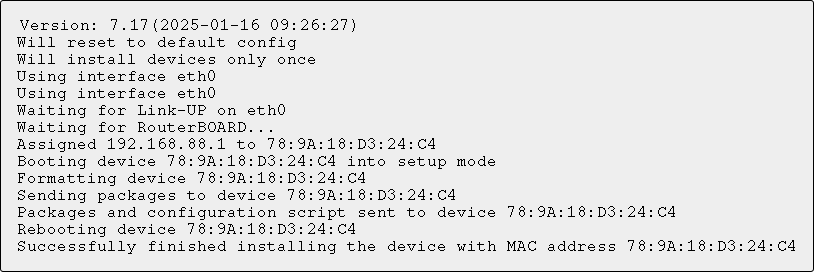 Version: 7.17(2025-01-16 09:26:27)
Will reset to default config
Will install devices only once
Using interface eth0
Using interface eth0
Waiting for Link-UP on eth0
Waiting for RouterBOARD...
Assigned 192.168.88.1 to 78:9A:18:D3:24:C4
Booting device 78:9A:18:D3:24:C4 into setup mode
Formatting device 78:9A:18:D3:24:C4
Sending packages to device 78:9A:18:D3:24:C4
Packages and configuration script sent to device 78:9A:18:D3:24:C4
Rebooting device 78:9A:18:D3:24:C4
Successfully finished installing the device with MAC address 78:9A:18:D3:24:C4